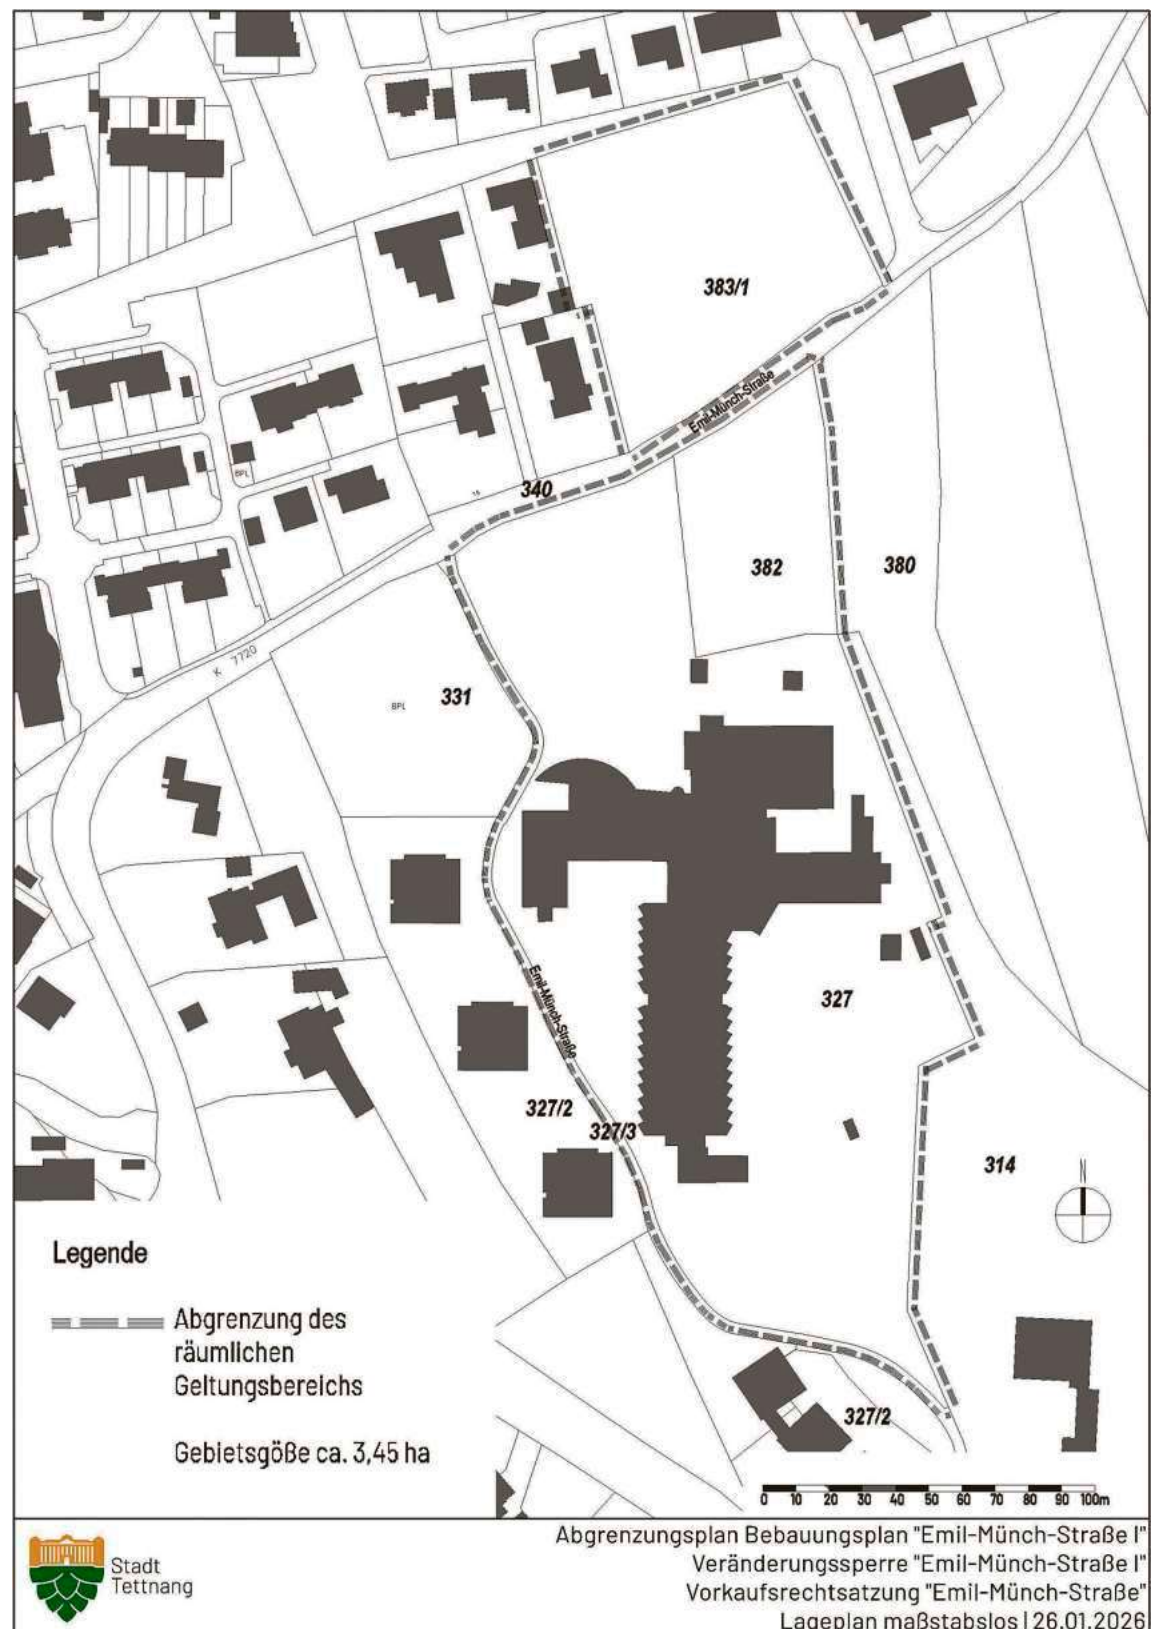 383/1
Emil-Münch-Straße
BPL
15
340
382
380
K 7720
331
BPL
Emil-Münch-Straße
327
327/2
327/3
314
N
Legende
Abgrenzung des
räumlichen
Geltungsbereichs
Gebietsgöße ca. 3,45 ha
327/2
0 10 20 30 40 50 60 70 80 90 100m
Stadt
Tettnang
Abgrenzungsplan Bebauungsplan "Emil-Münch-Straße I"
Veränderungssperre "Emil-Münch-Straße I"
Vorkaufsrechtsatzung "Emil-Münch-Straße"
Lageplan maßstabslos | 26.01.2026